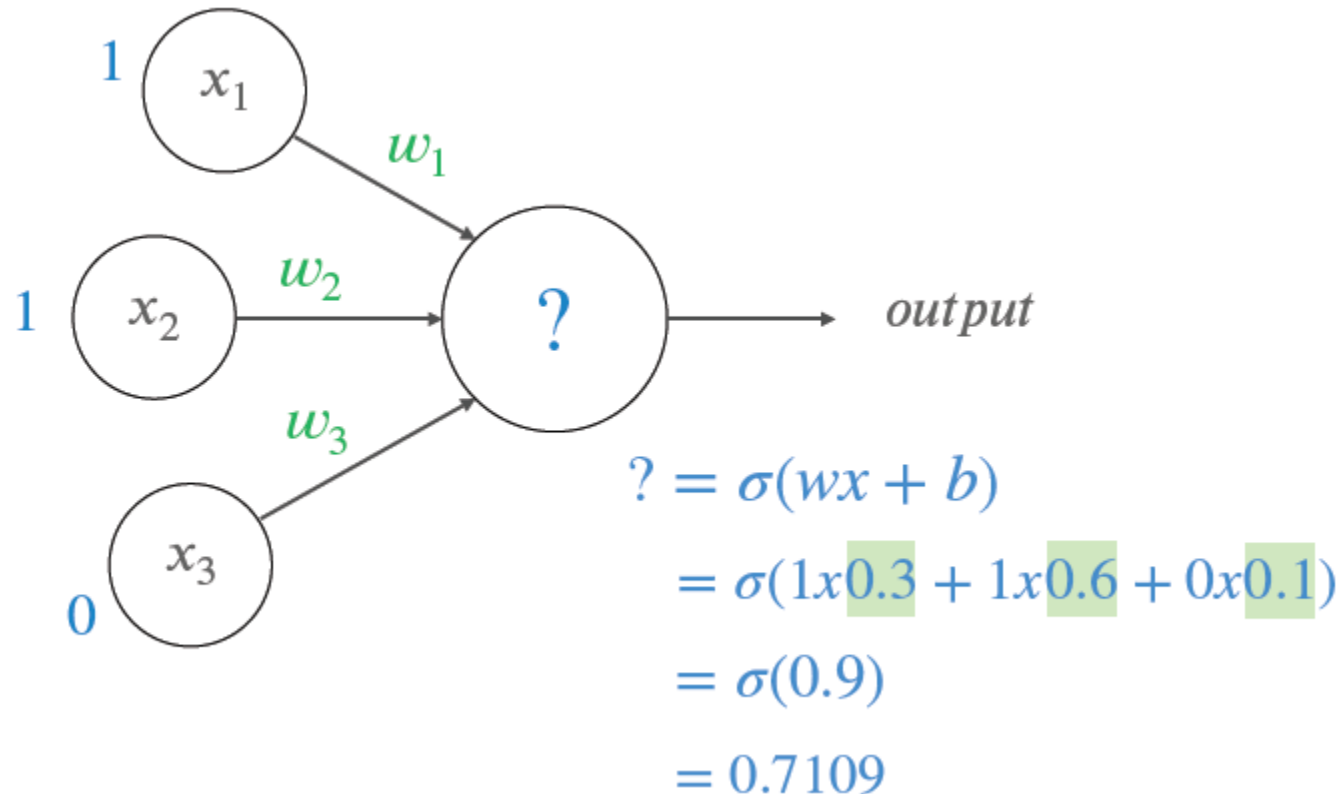 1 x₁
w₁
1 x₂ w₂ ? output
w₃
0 x₃
? = σ(wx + b)
= σ(1x0.3 + 1x0.6 + 0x0.1)
= σ(0.9)
= 0.7109